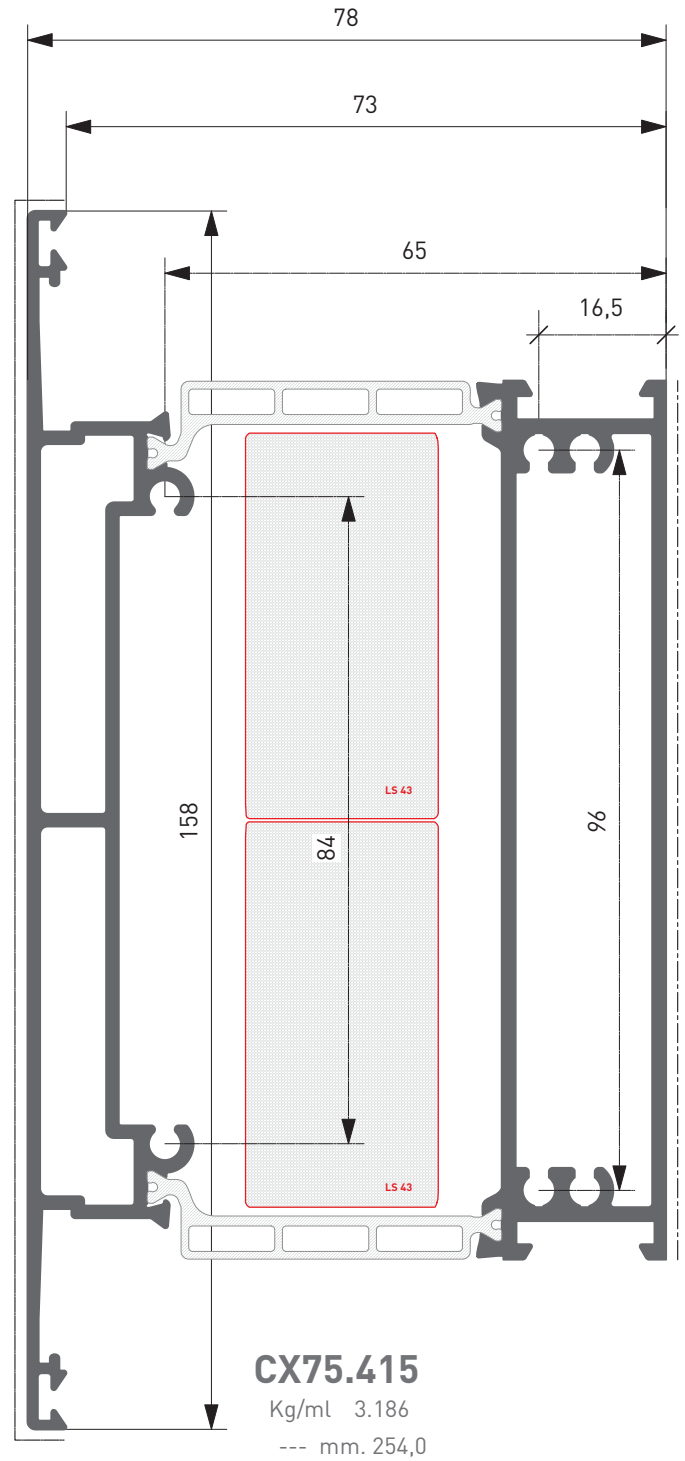 78
73
65
16,5
LS 43
158
84
96
LS 43
CX75.415
Kg/ml 3.186
--- mm. 254,0